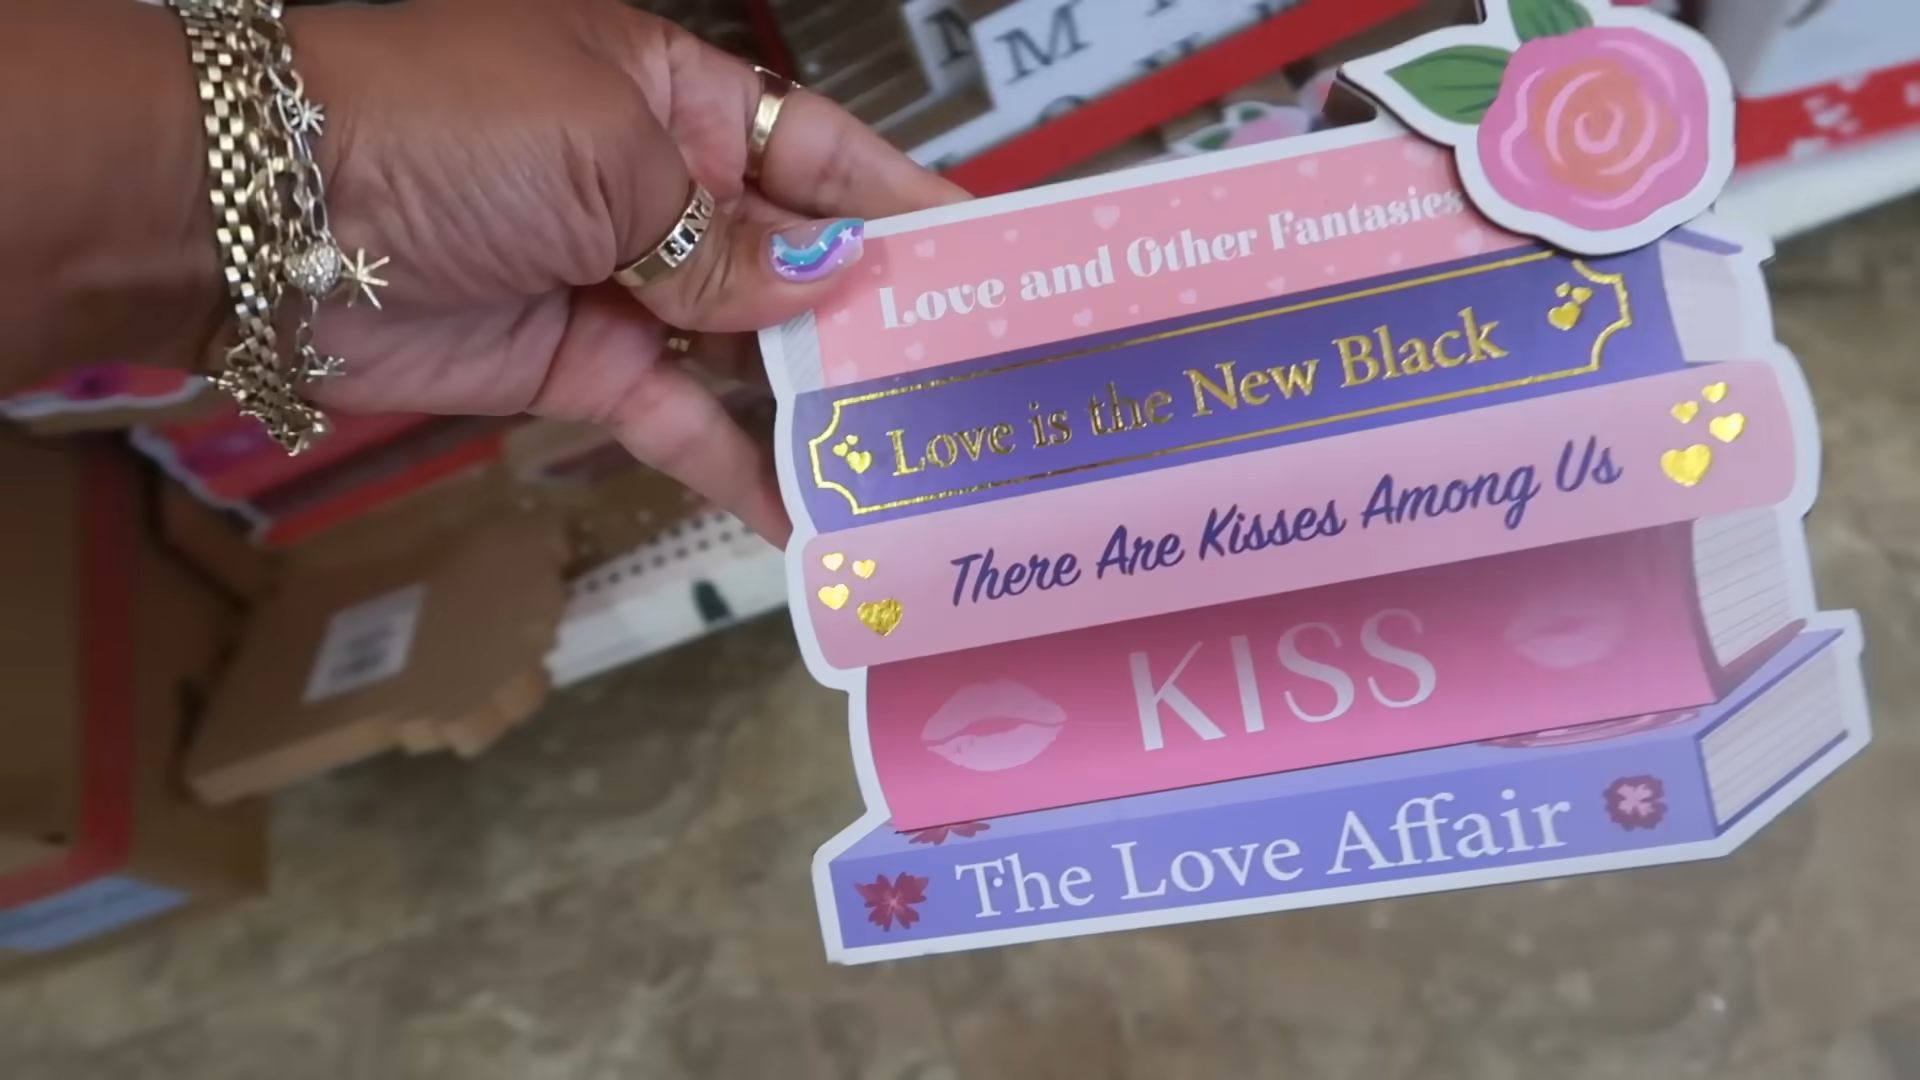 M
Love and Other Fantasies
Love is the New Black
There Are Kisses Among Us
KISS
The Love Affair